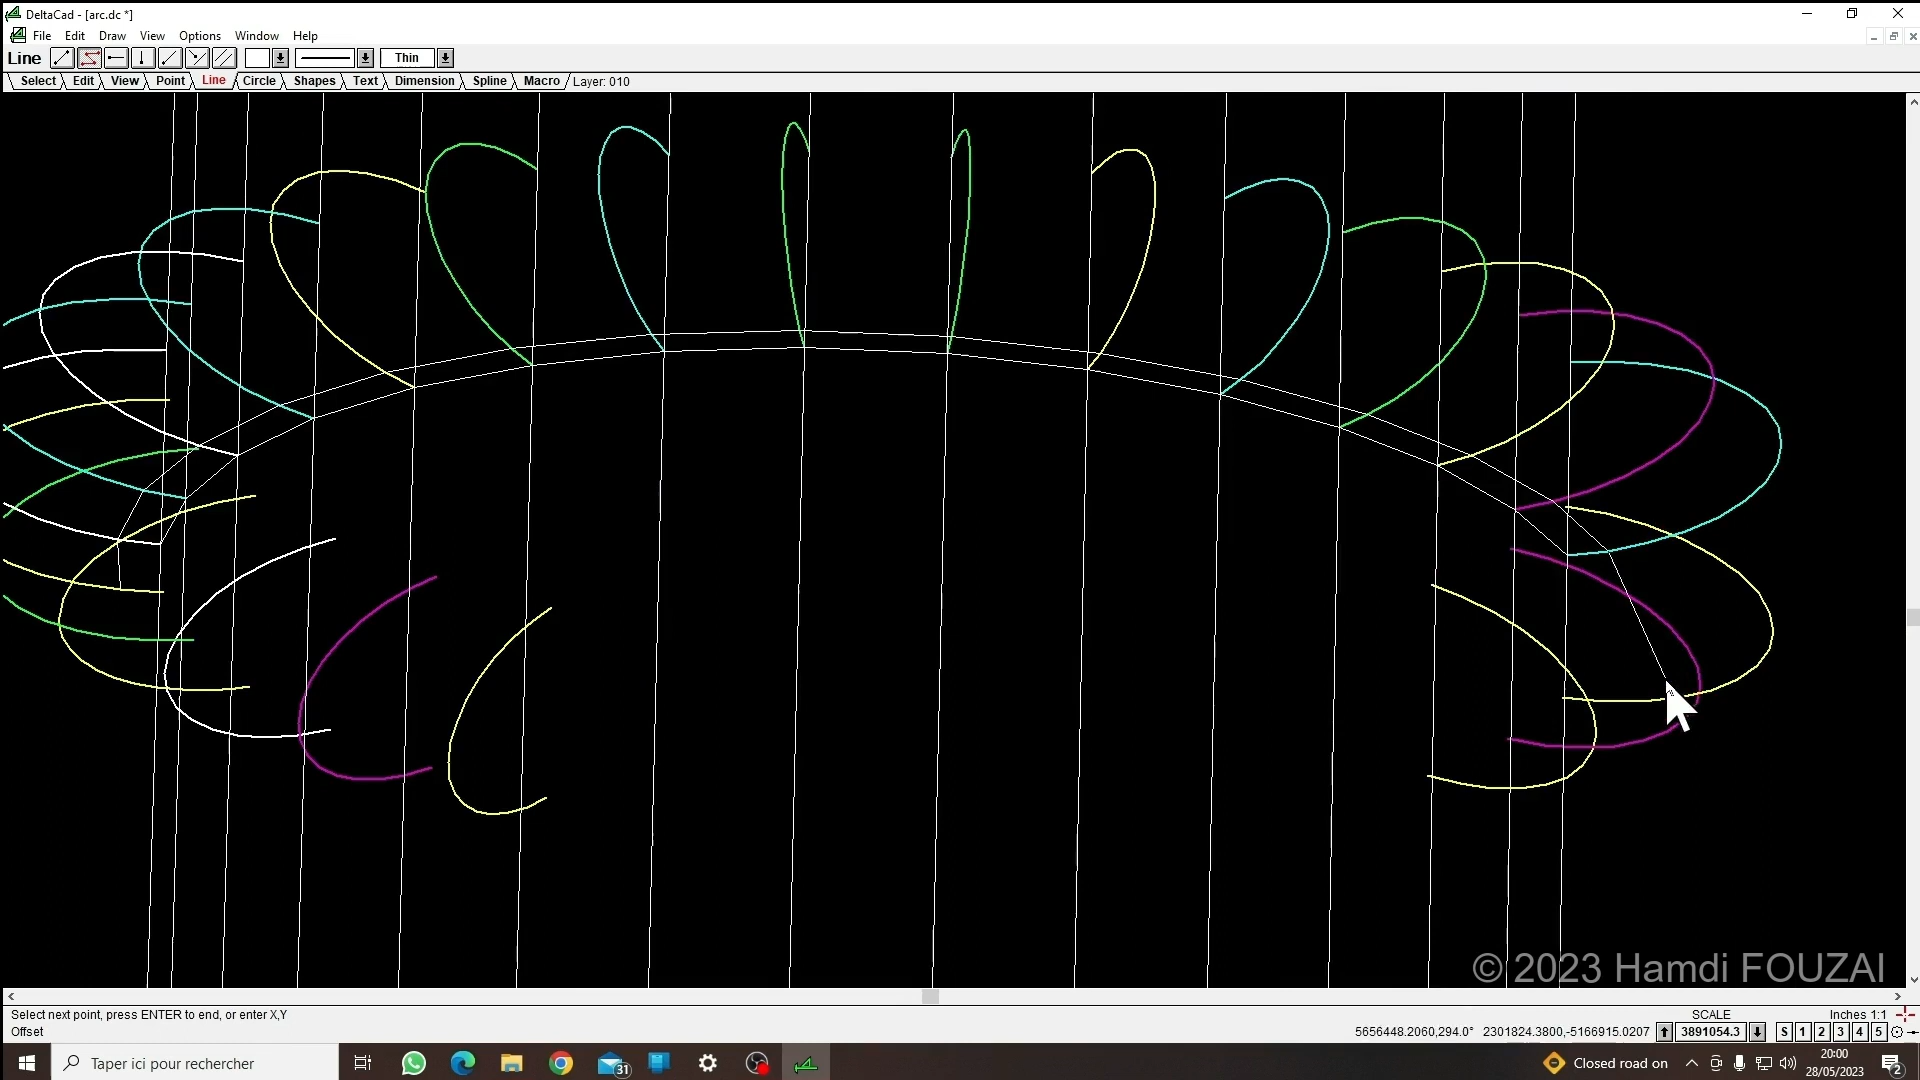 DeltaCad - [arc.dc *]
File Edit Draw View Options Window Help
Line Thin
Select Edit View Point Line Circle Shapes Text Dimension Spline Macro Layer: 010
© 2023 Hamdi FOUZAI
Select next point, press ENTER to end, or enter X,Y SCALE Inches 1:1
Offset 5656448.2060,294.0° 2301824.3800,-5166915.0207 3891054.3 S 1 2 3 4 5
Taper ici pour rechercher 31 Closed road on 20:00 2
28/05/2023